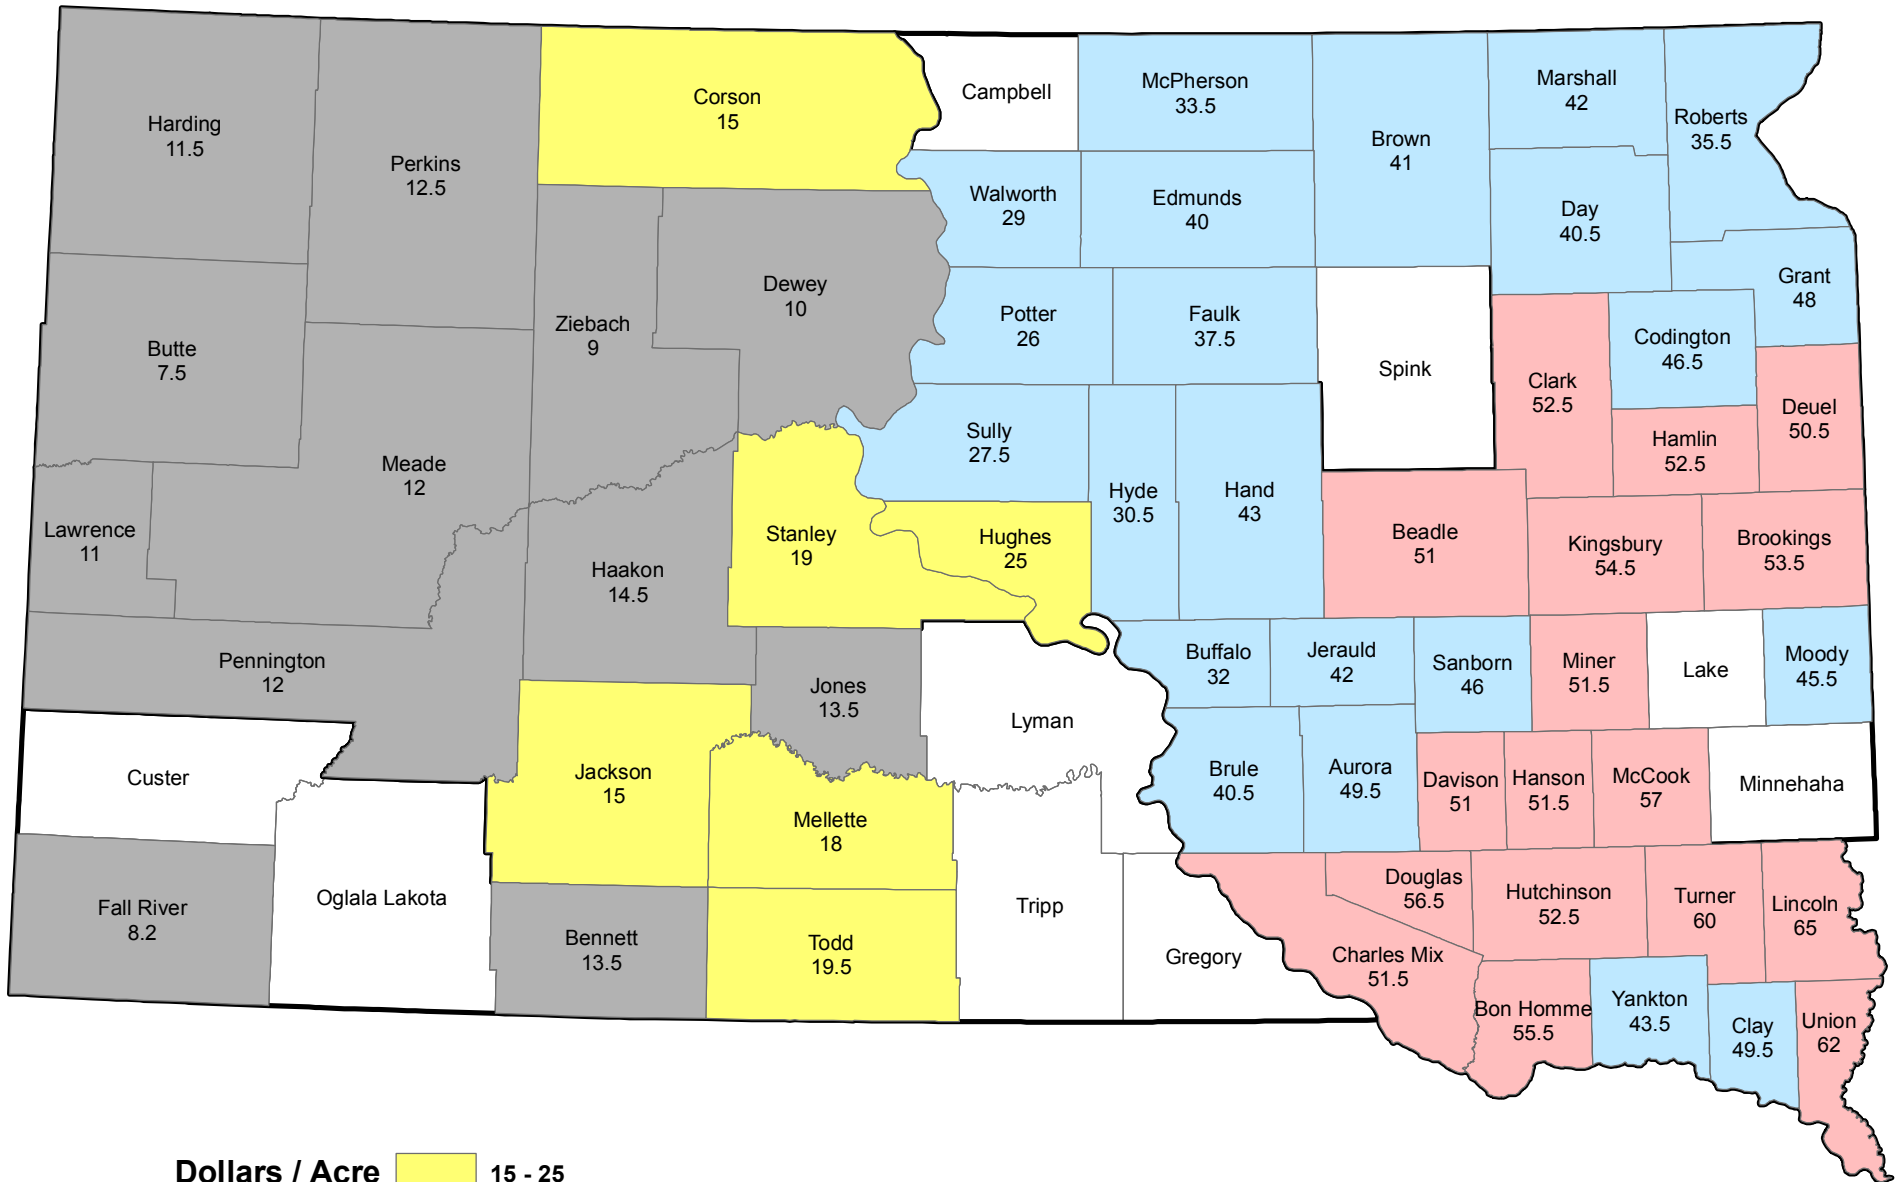 Harding
11.5
Perkins
12.5
Corson
15
Campbell
McPherson
33.5
Brown
41
Marshall
42
Roberts
35.5
Walworth
29
Edmunds
40
Day
40.5
Butte
7.5
Ziebach
9
Dewey
10
Potter
26
Faulk
37.5
Spink
Grant
48
Codington
46.5
Clark
52.5
Deuel
50.5
Hamlin
52.5
Meade
12
Sully
27.5
Hyde
30.5
Hand
43
Lawrence
11
Haakon
14.5
Stanley
19
Hughes
25
Beadle
51
Kingsbury
54.5
Brookings
53.5
Pennington
12
Jones
13.5
Lyman
Buffalo
32
Jerauld
42
Sanborn
46
Miner
51.5
Lake
Moody
45.5
Custer
Jackson
15
Mellette
18
Brule
40.5
Aurora
49.5
Davison
51
Hanson
51.5
McCook
57
Minnehaha
Fall River
8.2
Oglala Lakota
Bennett
13.5
Todd
19.5
Tripp
Gregory
Charles Mix
51.5
Douglas
56.5
Hutchinson
52.5
Turner
60
Lincoln
65
Bon Homme
55.5
Yankton
43.5
Clay
49.5
Union
62
Dollars / Acre
15 - 25